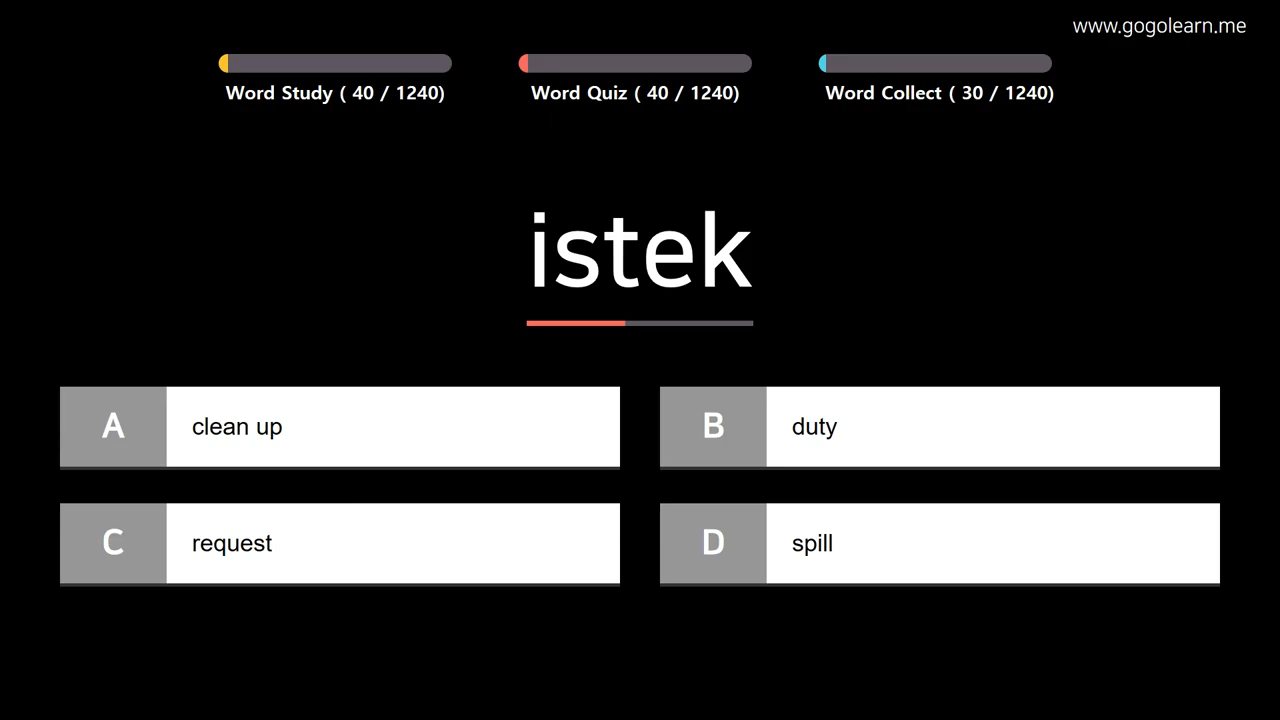 www.gogolearn.me
Word Study ( 40 / 1240)
Word Quiz ( 40 / 1240)
Word Collect ( 30 / 1240)
istek
A
clean up
B
duty
C
request
D
spill